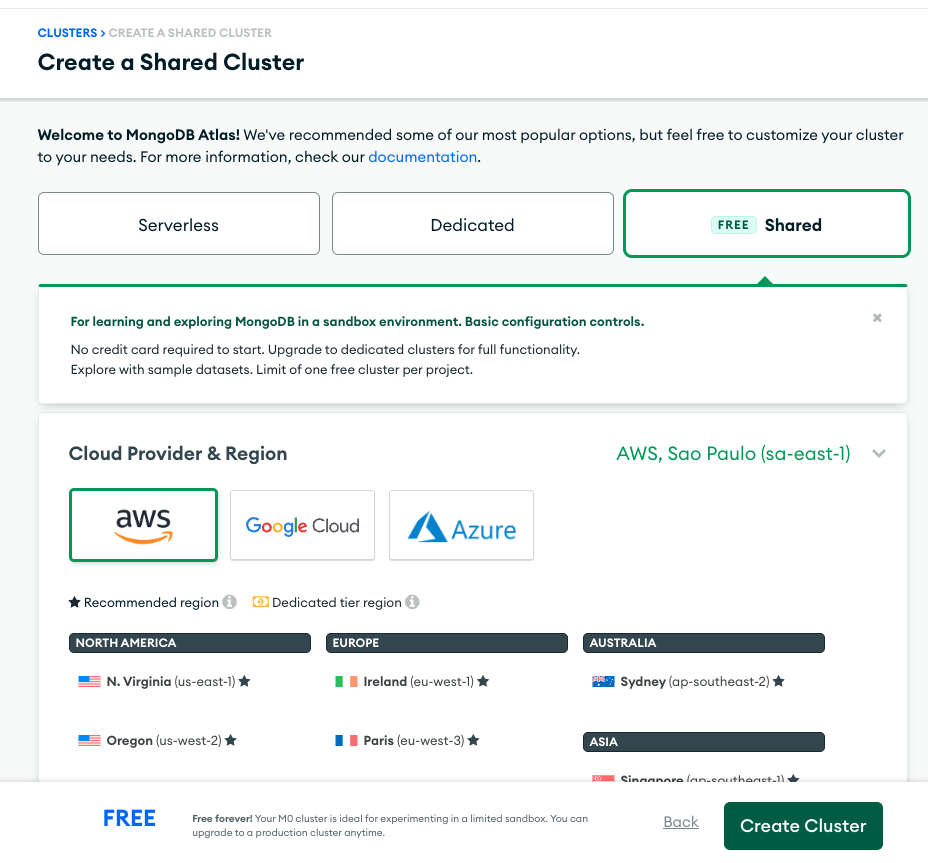 CLUSTERS > CREATE A SHARED CLUSTER
Create a Shared Cluster
Welcome to MongoDB Atlas! We've recommended some of our most popular options, but feel free to customize your cluster
to your needs. For more information, check our documentation.
Serverless
Dedicated
FREE Shared
For learning and exploring MongoDB in a sandbox environment. Basic configuration controls.
No credit card required to start. Upgrade to dedicated clusters for full functionality.
Explore with sample datasets. Limit of one free cluster per project.
Cloud Provider & Region
AWS, Sao Paulo (sa-east-1)
aws
Google Cloud
Azure
Recommended region
Dedicated tier region
NORTH AMERICA
N. Virginia (us-east-1)
Oregon (us-west-2)
EUROPE
Ireland (eu-west-1)
Paris (eu-west-3)
AUSTRALIA
Sydney (ap-southeast-2)
ASIA
Singapore (ap-southeast-1)
FREE
Free forever! Your M0 cluster is ideal for experimenting in a limited sandbox. You can
upgrade to a production cluster anytime.
Back
Create Cluster